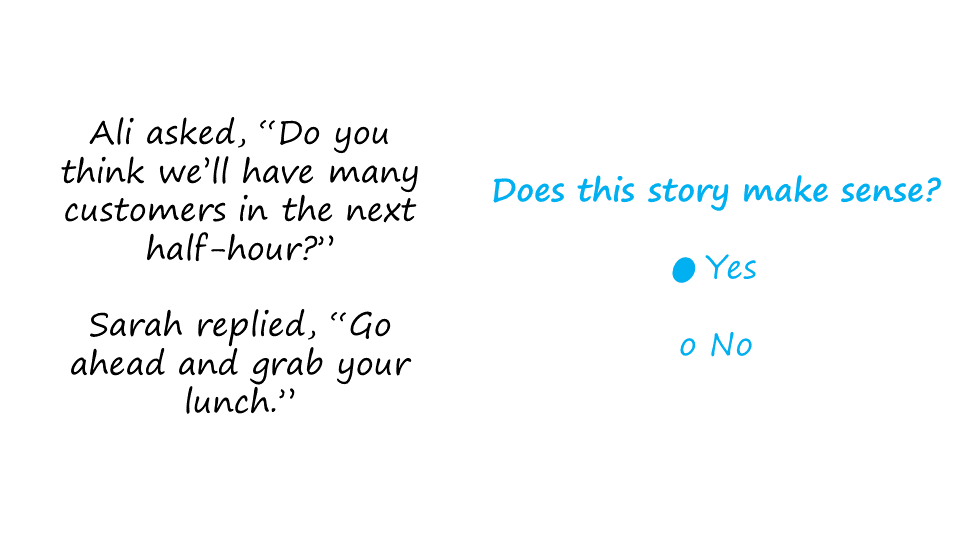 Ali asked, “Do you
think we’ll have many
customers in the next
half-hour?”
Sarah replied, “Go
ahead and grab your
lunch.”
Does this story make sense?
Yes
o No